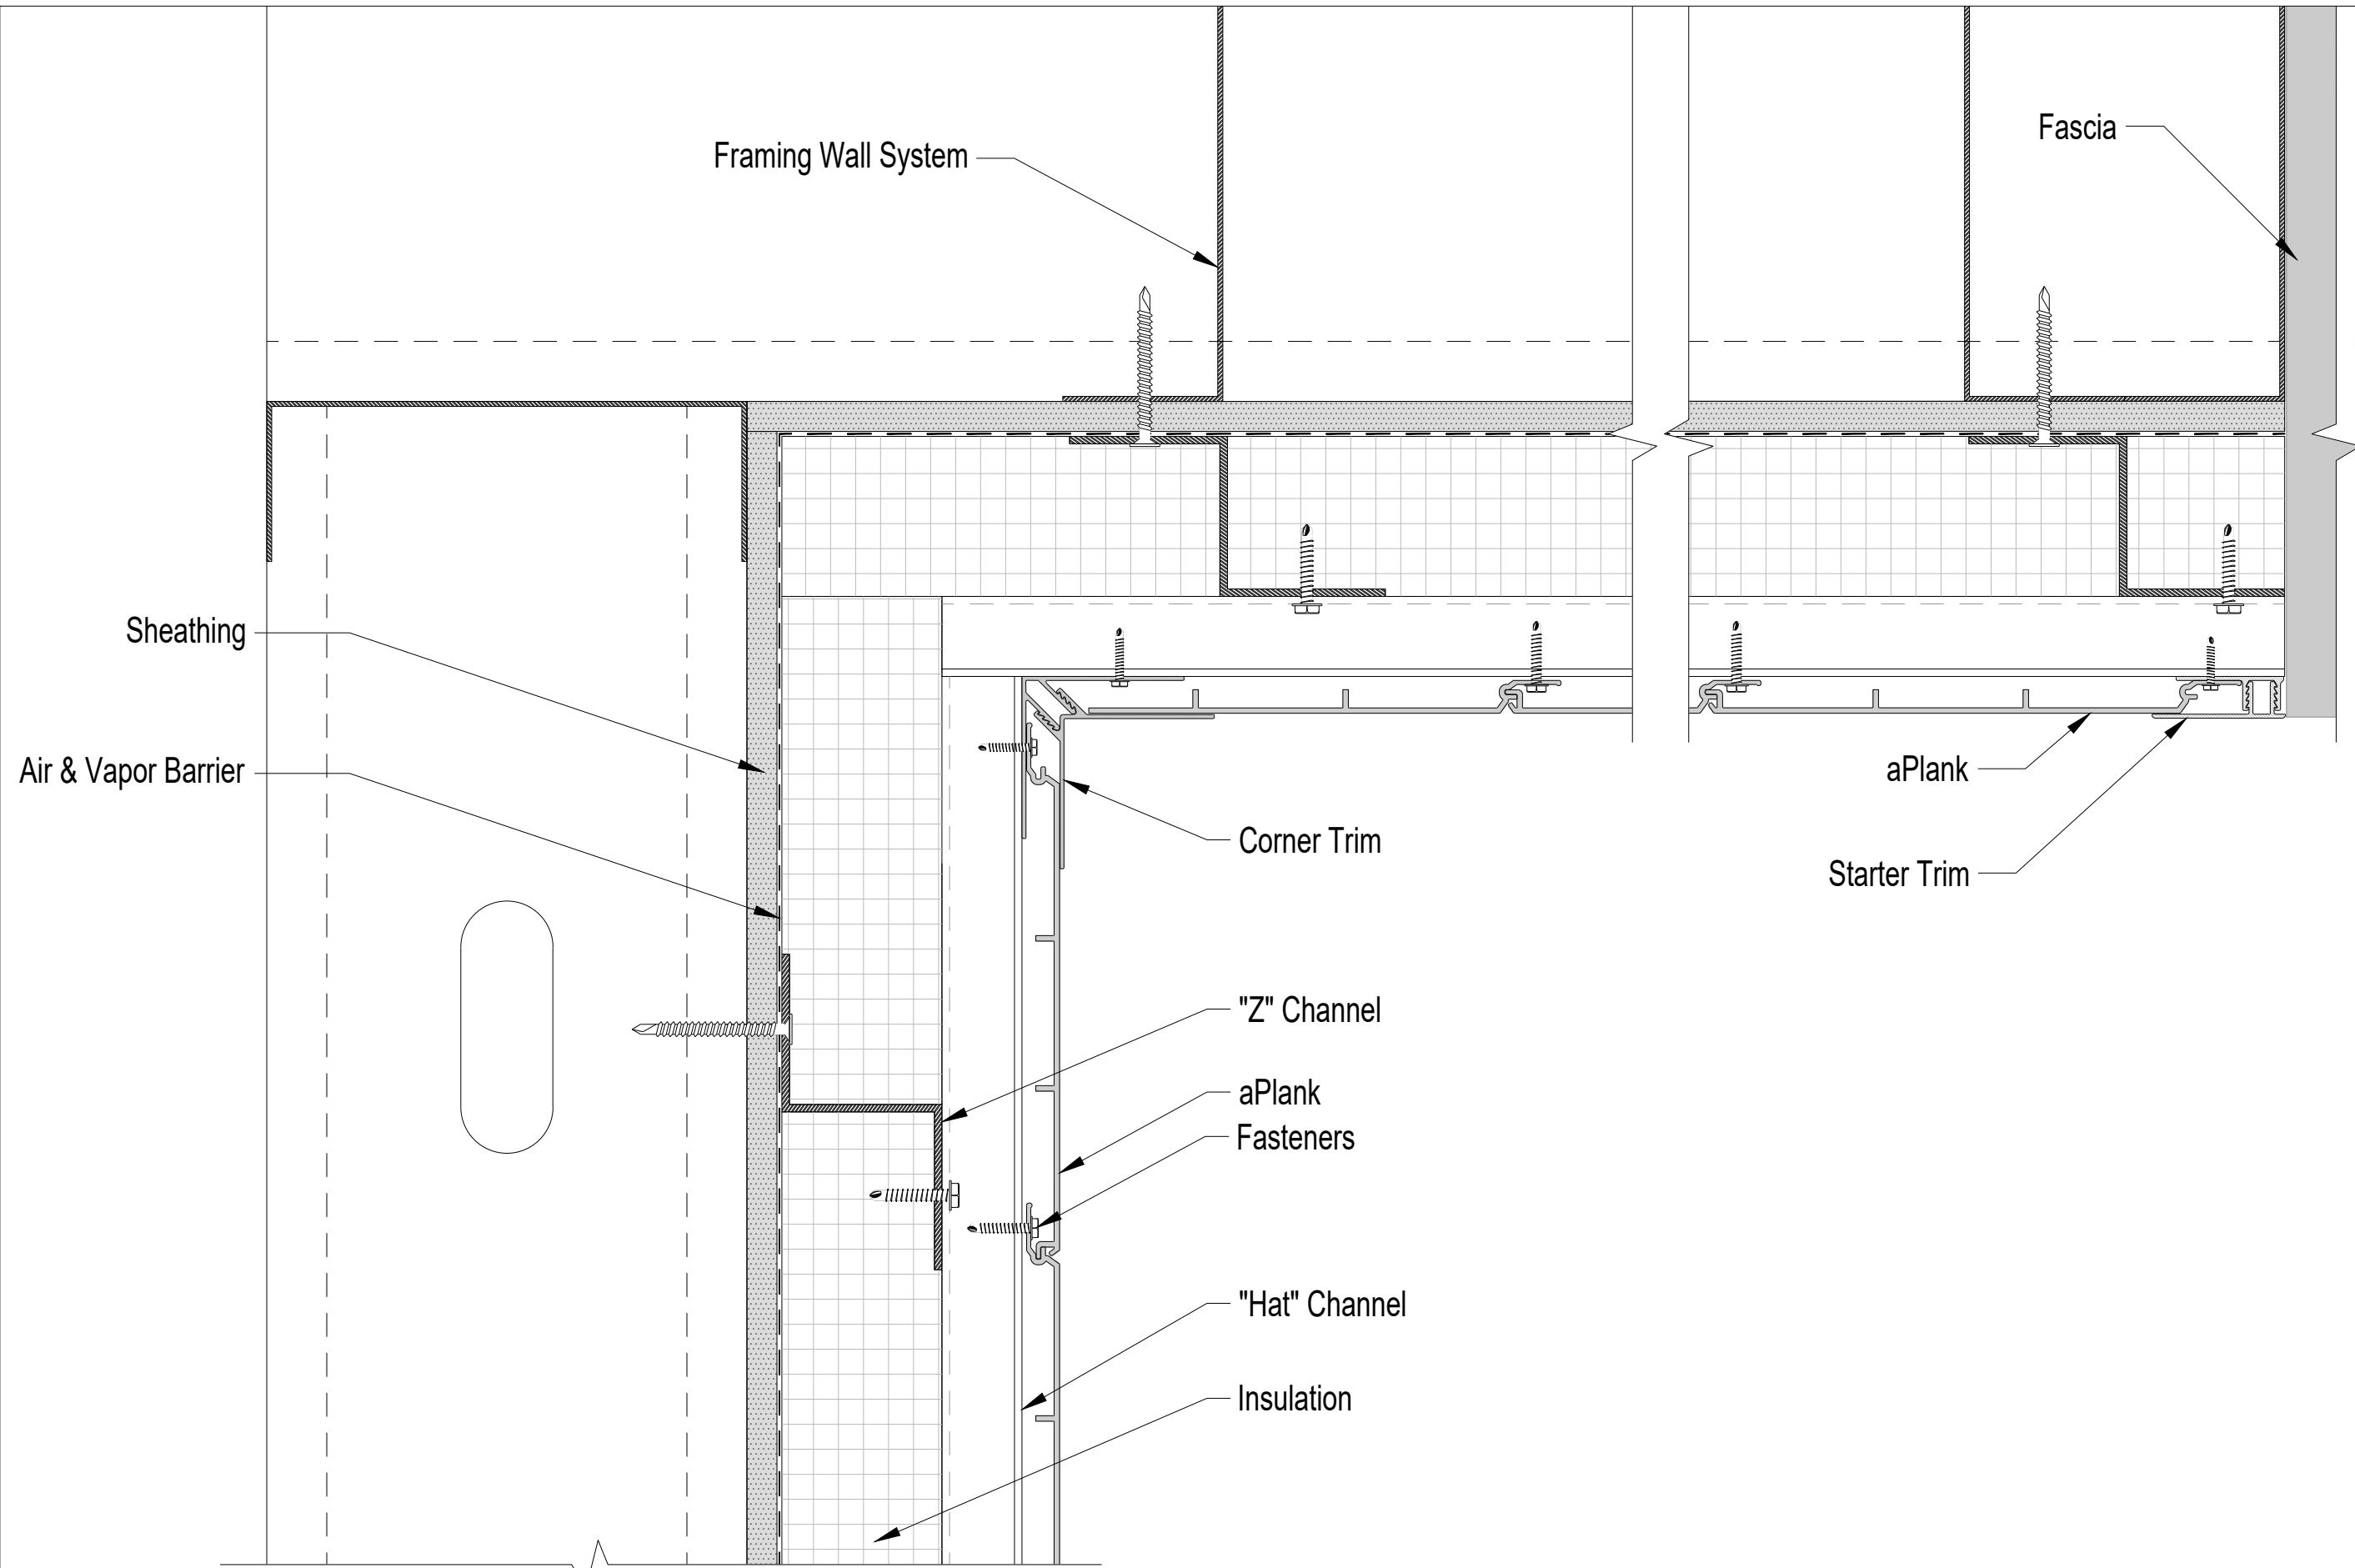 Fascia
Framing Wall System
Sheathing
Air & Vapor Barrier
aPlank
Corner Trim
Starter Trim
"Z" Channel
aPlank
Fasteners
"Hat" Channel
Insulation